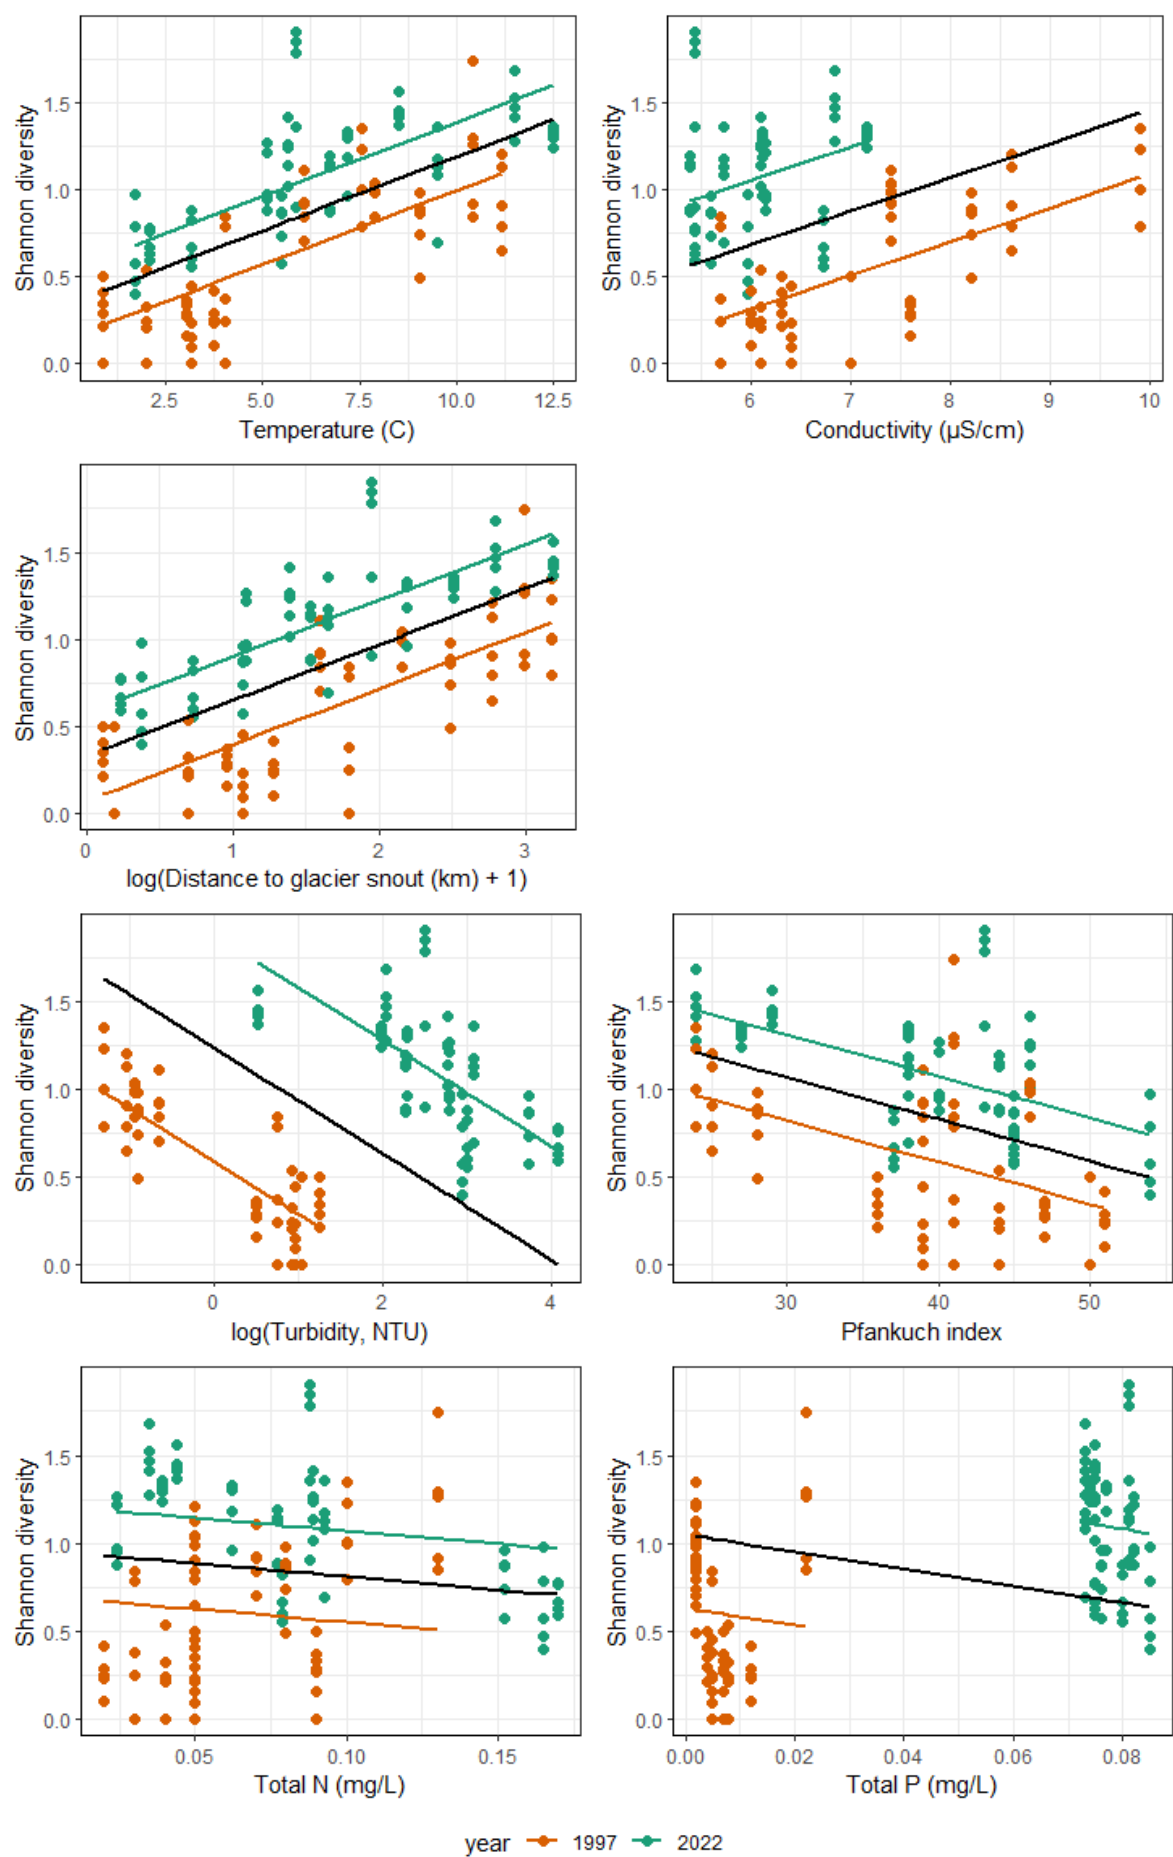 Shannon diversity
1.5
1.0
0.5
0.0
2.5 5.0 7.5 10.0 12.5
Temperature (C)
Shannon diversity
1.5
1.0
0.5
0.0
6 7 8 9 10
Conductivity (µS/cm)
Shannon diversity
1.5
1.0
0.5
0.0
0 1 2 3
log(Distance to glacier snout (km) + 1)
Shannon diversity
1.5
1.0
0.5
0.0
0 2 4
log(Turbidity, NTU)
Shannon diversity
1.5
1.0
0.5
0.0
30 40 50
Pfankuch index
Shannon diversity
1.5
1.0
0.5
0.0
0.05 0.10 0.15
Total N (mg/L)
Shannon diversity
1.5
1.0
0.5
0.0
0.00 0.02 0.04 0.06 0.08
Total P (mg/L)
year 1997 2022